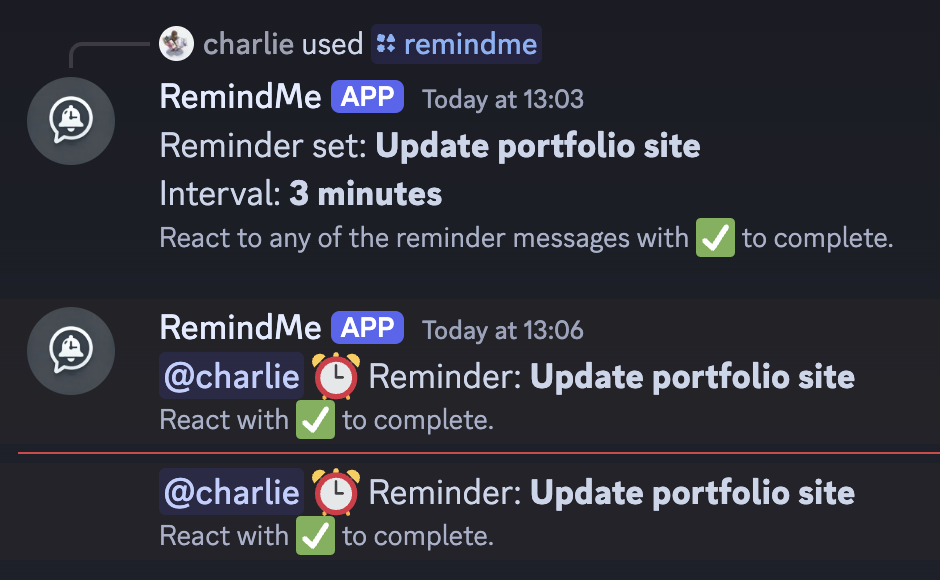 charlie used remindme
RemindMe APP Today at 13:03
Reminder set: Update portfolio site
Interval: 3 minutes
React to any of the reminder messages with ✅ to complete.
RemindMe APP Today at 13:06
@charlie ⏰ Reminder: Update portfolio site
React with ✅ to complete.
@charlie ⏰ Reminder: Update portfolio site
React with ✅ to complete.